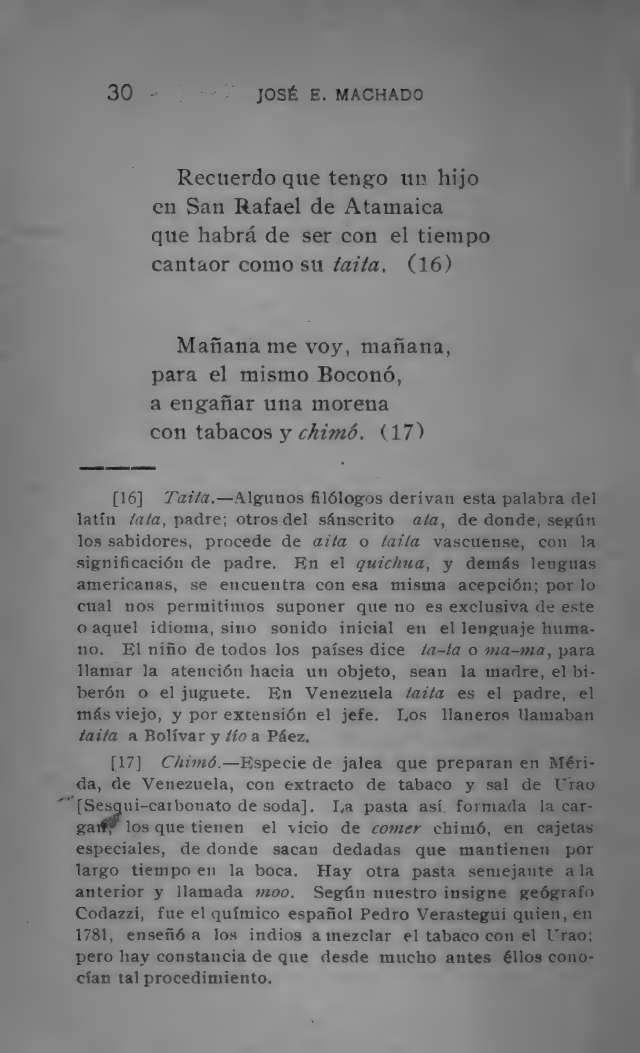 30 JOSÉ E. MACHADO
Recuerdo que tengo un hijo
en San Rafael de Atamaica
que habrá de ser con el tiempo
cantaor como su taita. (16)
Mañana me voy, mañana,
para el mismo Boconó,
a engañar una morena
con tabacos y chimó. (17)
[16] Taita.—Algunos filólogos derivan esta palabra del
latín tata, padre; otros del sánscrito ata, de donde, según
los sabidores, procede de aita o taita vascuense, con la
significación de padre. En el quichua, y demás lenguas
americanas, se encuentra con esa misma acepción; por lo
cual nos permitimos suponer que no es exclusiva de este
o aquel idioma, sino sonido inicial en el lenguaje huma-
no. El niño de todos los países dice ta-ta o ma-ma, para
llamar la atención hacia un objeto, sean la madre, el bi-
berón o el juguete. En Venezuela taita es el padre, el
más viejo, y por extensión el jefe. Los llaneros llamaban
taita a Bolívar y tío a Páez.
[17] Chimó.—Especie de jalea que preparan en Méri-
da, de Venezuela, con extracto de tabaco y sal de Urao
[Sesqui-carbonato de soda]. La pasta así formada la car-
gan, los que tienen el vicio de comer chimó, en cajetas
especiales, de donde sacan dedadas que mantienen por
largo tiempo en la boca. Hay otra pasta semejante a la
anterior y llamada moo. Según nuestro insigne geógrafo
Codazzi, fue el químico español Pedro Verastegui quien, en
1781, enseñó a los indios a mezclar el tabaco con el Urao;
pero hay constancia de que desde mucho antes éllos cono-
cían tal procedimiento.